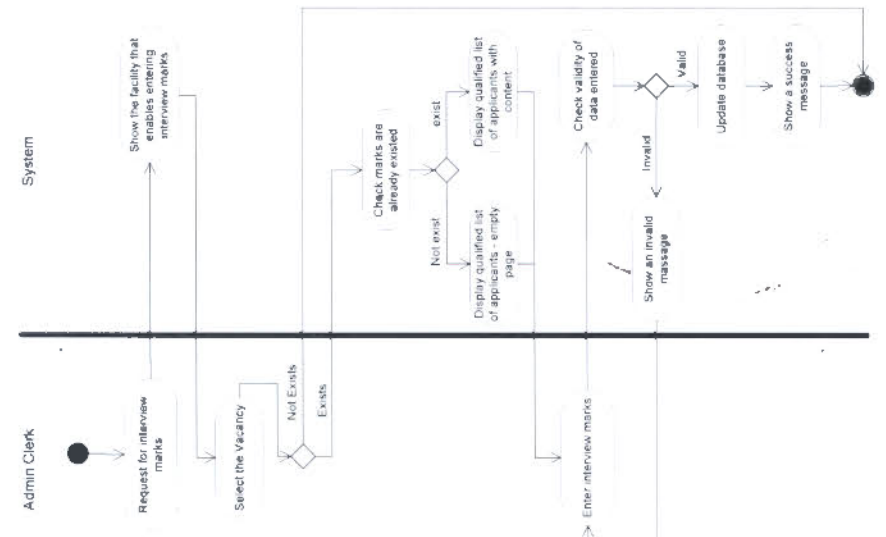 Admin Clerk
System
Request for interview
marks
Show the facility that
enables entering
interview marks
Select the Vacancy
Not Exists
Exists
Check marks are
already existed
Not exist
exist
Display qualified list
of applicants - empty
page
Display qualified list
of applicants with
content
Enter interview marks
Check validity of
data entered
Invalid
Valid
Show an invalid
massage
Update database
Show a success
message